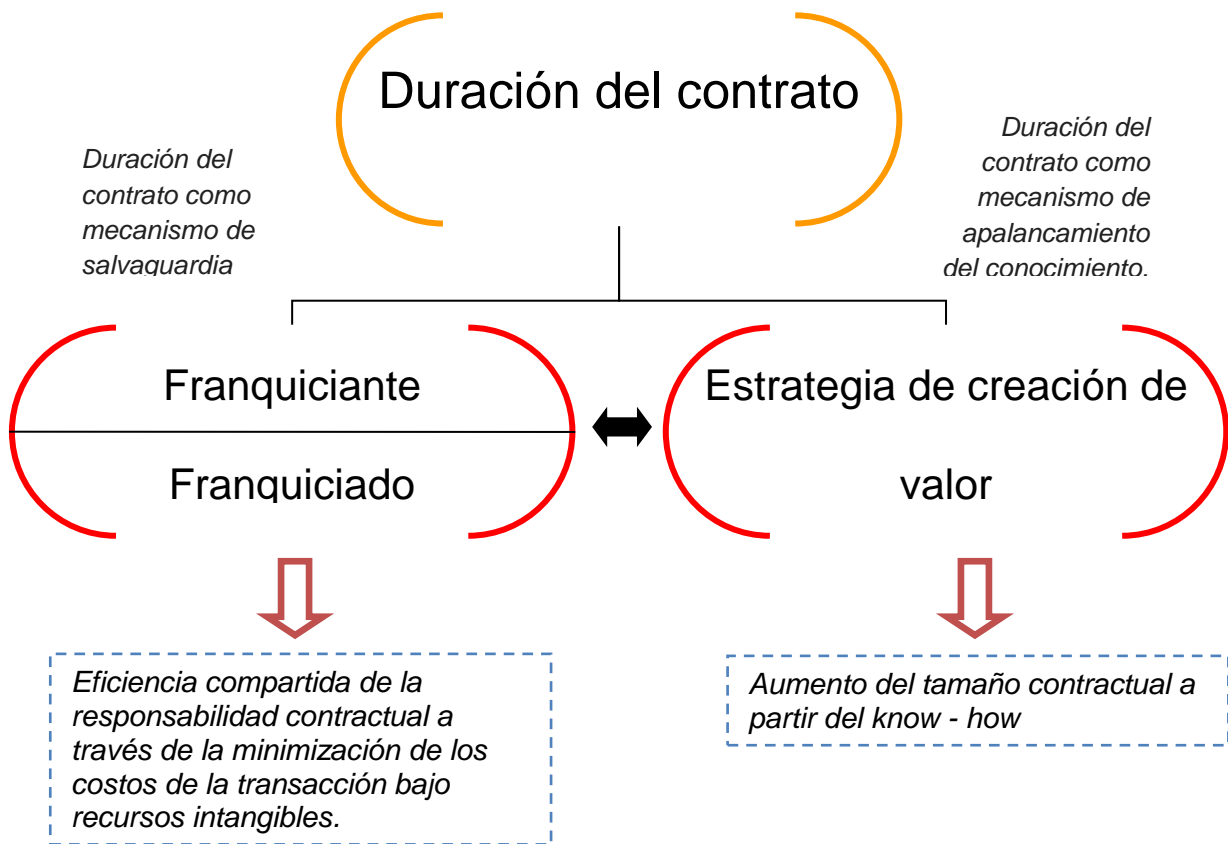 Duración del contrato
Duración del
contrato como
mecanismo de
salvaguardia
Duración del
contrato como
mecanismo de
apalancamiento
del conocimiento.
Franquiciante
Franquiciado
Estrategia de creación de
valor
Eficiencia compartida de la
responsabilidad contractual a
través de la minimización de los
costos de la transacción bajo
recursos intangibles.
Aumento del tamaño contractual a
partir del know - how